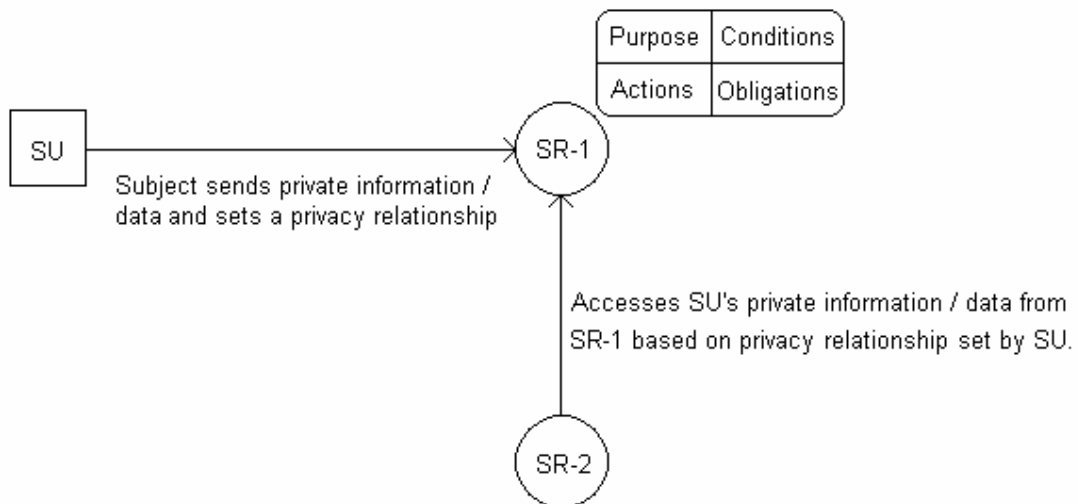 Purpose Conditions
Actions Obligations
SU
SR-1
Subject sends private information /
data and sets a privacy relationship
Accesses SU's private information / data from
SR-1 based on privacy relationship set by SU.
SR-2